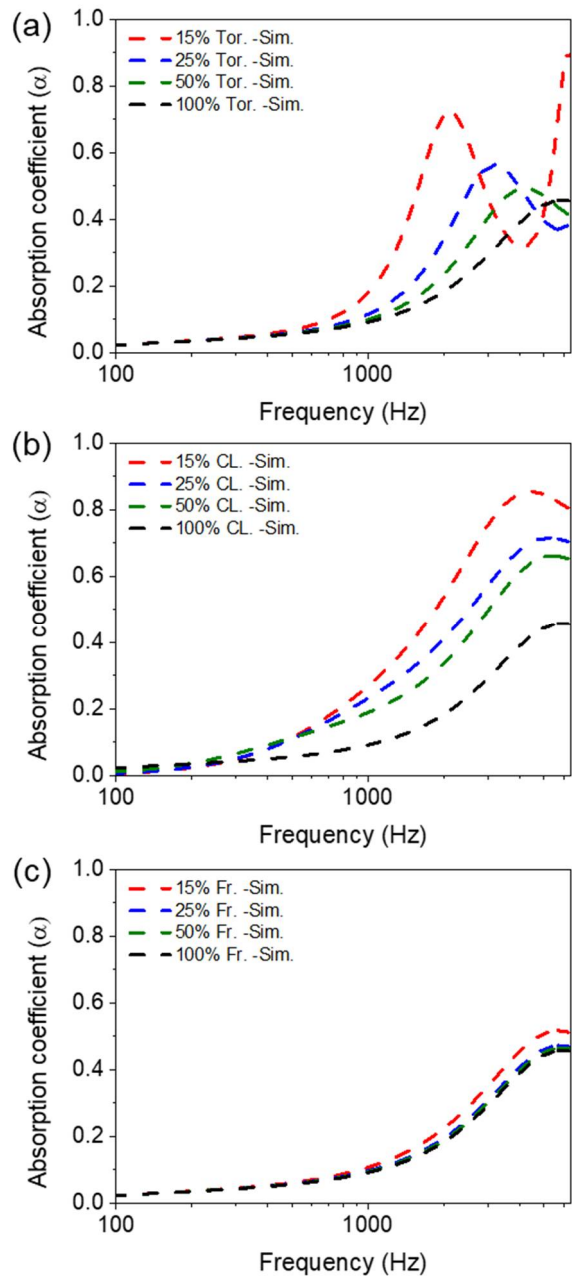 (a)
1.0
0.8
0.6
0.4
0.2
0.0
Absorption coefficient (α)
15% Tor. -Sim.
25% Tor. -Sim.
50% Tor. -Sim.
100% Tor. -Sim.
100
1000
Frequency (Hz)
(b)
1.0
0.8
0.6
0.4
0.2
0.0
Absorption coefficient (α)
15% CL. -Sim.
25% CL. -Sim.
50% CL. -Sim.
100% CL. -Sim.
100
1000
Frequency (Hz)
(c)
1.0
0.8
0.6
0.4
0.2
0.0
Absorption coefficient (α)
15% Fr. -Sim.
25% Fr. -Sim.
50% Fr. -Sim.
100% Fr. -Sim.
100
1000
Frequency (Hz)